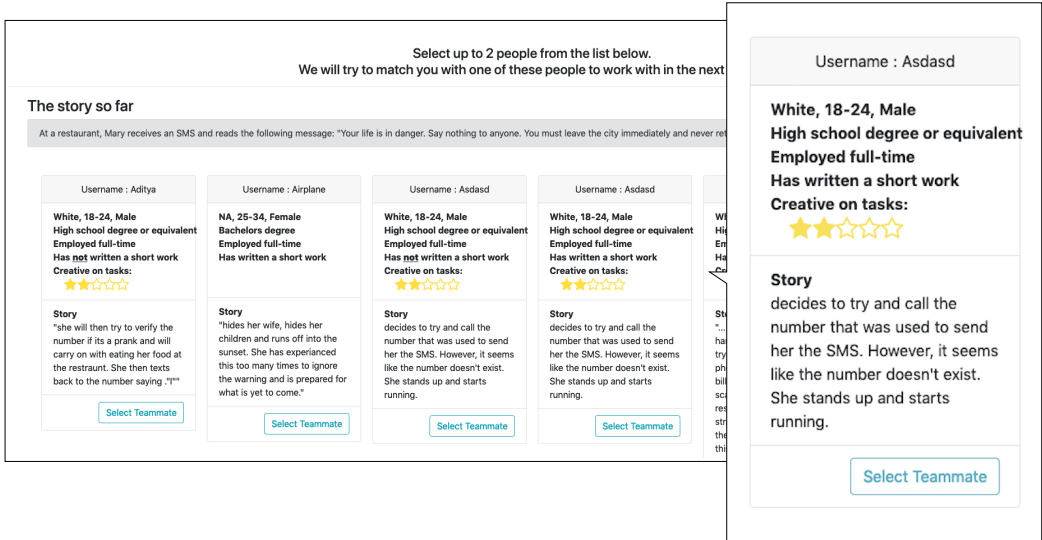 Select up to 2 people from the list below.
We will try to match you with one of these people to work with in the next
The story so far
At a restaurant, Mary receives an SMS and reads the following message: "Your life is in danger. Say nothing to anyone. You must leave the city immediately and never
Username : Aditya
White, 18-24, Male
High school degree or equivalent
Employed full-time
Has not written a short work
Creative on tasks:
Story
"she will then try to verify the
number if its a prank and will
carry on with eating her food at
the restraunt. She then texts
back to the number saying ."I""
Select Teammate
Username : Airplane
NA, 25-34, Female
Bachelors degree
Employed full-time
Has written a short work
Story
"hides her wife, hides her
children and runs off into the
sunset. She has experianced
this too many times to ignore
the warning and is prepared for
what is yet to come."
Select Teammate
Username : Asdasd
White, 18-24, Male
High school degree or equivalent
Employed full-time
Has not written a short work
Creative on tasks:
Story
decides to try and call the
number that was used to send
her the SMS. However, it seems
like the number doesn't exist.
She stands up and starts
running.
Select Teammate
Username : Asdasd
White, 18-24, Male
High school degree or equivalent
Employed full-time
Has written a short work
Creative on tasks:
Story
decides to try and call the
number that was used to send
her the SMS. However, it seems
like the number doesn't exist.
She stands up and starts
running.
Select Teammate
Username : Asdasd
White, 18-24, Male
High school degree or equivalent
Employed full-time
Has written a short work
Creative on tasks:
Story
decides to try and call the
number that was used to send
her the SMS. However, it seems
like the number doesn't exist.
She stands up and starts
running.
Select Teammate